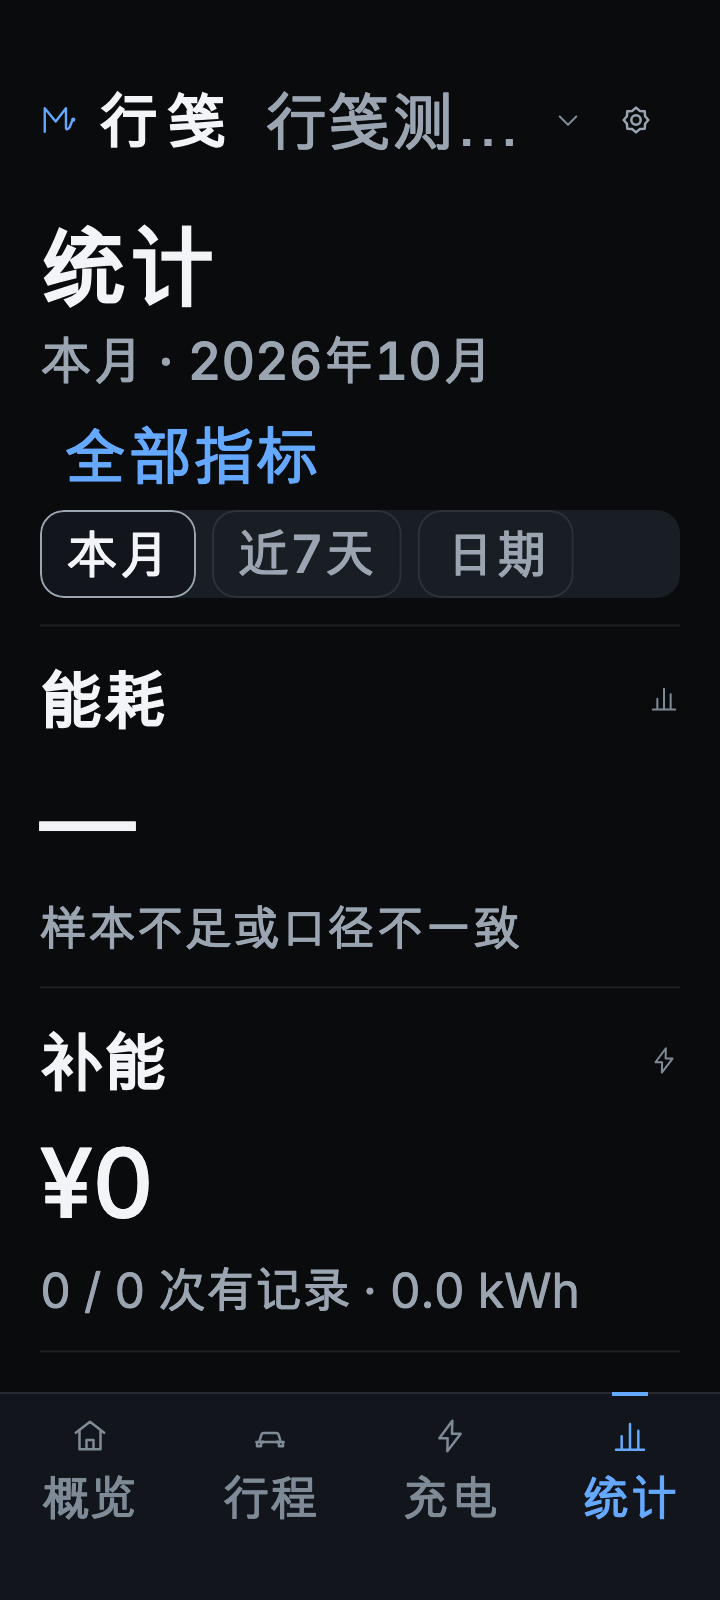 行笺 行笺测...
统计
本月 · 2026年10月
全部指标
本月 近7天 日期
能耗
—
样本不足或口径不一致
补能
¥0
0 / 0 次有记录 · 0.0 kWh
概览 行程 充电 统计